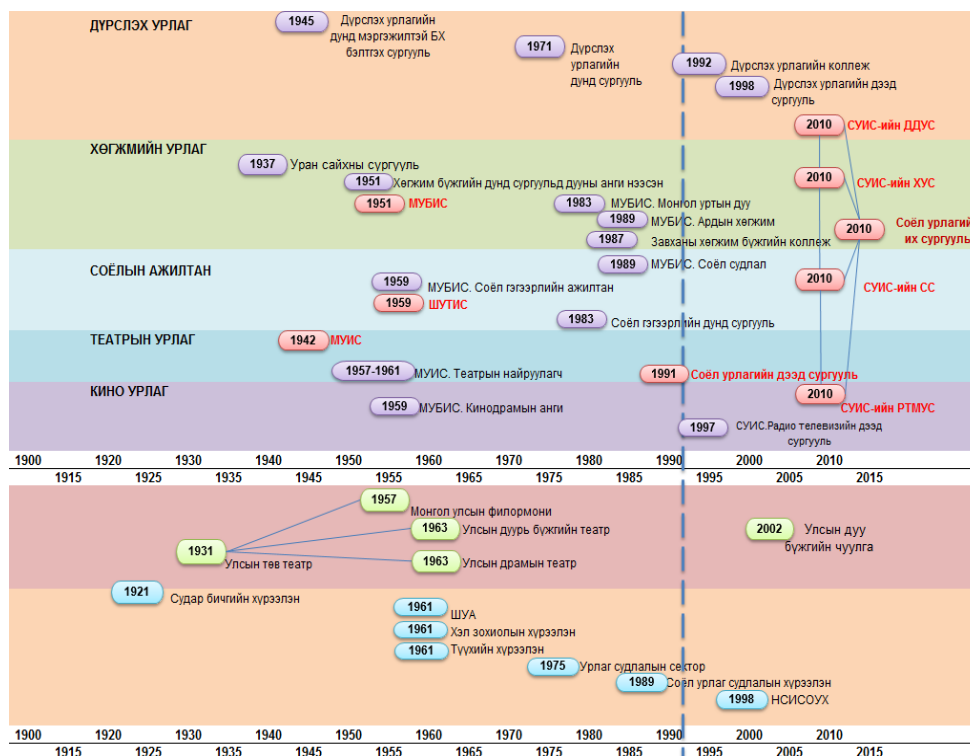 ДҮРСЛЭХ УРЛАГ
1945
Дүрслэх урлагийн
дунд мэргэжилтэй БХ
бэлтгэх сургууль
1971
Дүрслэх
урлагийн
дунд сургууль
1992
Дүрслэх урлагийн коллеж
1998
Дүрслэх урлагийн дээд
сургууль
2010
СУИС-ийн ДДУС
ХӨГЖМИЙН УРЛАГ
1937
Уран сайхны сургууль
1951
Хөгжим бүжгийн дунд сургуульд дууны анги нээсэн
1951
МУБИС
1983
МУБИС. Монгол уртын дуу
1989
МУБИС. Ардын хөгжим
1987
Завханы хөгжим бүжгийн коллеж
2010
СУИС-ийн ХУС
2010
Соёл урлагий
их сургууль
СОЁЛЫН АЖИЛТАН
1989
МУБИС. Соёл судлал
1959
МУБИС. Соёл гэгээрлийн ажилтан
1959
ШУТИС
1983
Соёл гэгээрлийн дунд сургууль
2010
СУИС-ийн СС
ТЕАТРЫН УРЛАГ
1942
МУИС
1957-1961
МУИС. Театрын найруулагч
1991
Соёл урлагийн дээд сургууль
КИНО УРЛАГ
1959
МУБИС. Кинодрамын анги
2010
СУИС-ийн РТМУС
1997
СУИС.Радио телевизийн дээд
сургууль
1900 1920 1930 1940 1950 1960 1970 1980 1990 2000 2010
1915 1925 1935 1945 1955 1965 1975 1985 1995 2005 2015
1957
Монгол улсын филормони
1963
Улсын дуурь бүжгийн театр
1931
Улсын төв театр
1963
Улсын драмын театр
2002
Улсын дуу
бүжгийн чуулга
1921
Судар бичгийн хүрээлэн
1961
ШУА
1961
Хэл зохиолын хүрээлэн
1961
Түүхийн хүрээлэн
1975
Урлаг судлалын сектор
1989
Соёл урлаг судлалын хүрээлэн
1998
НСИСОУХ
1900 1920 1930 1940 1950 1960 1970 1980 1990 2000 2010
1915 1925 1935 1945 1955 1965 1975 1985 1995 2005 2015